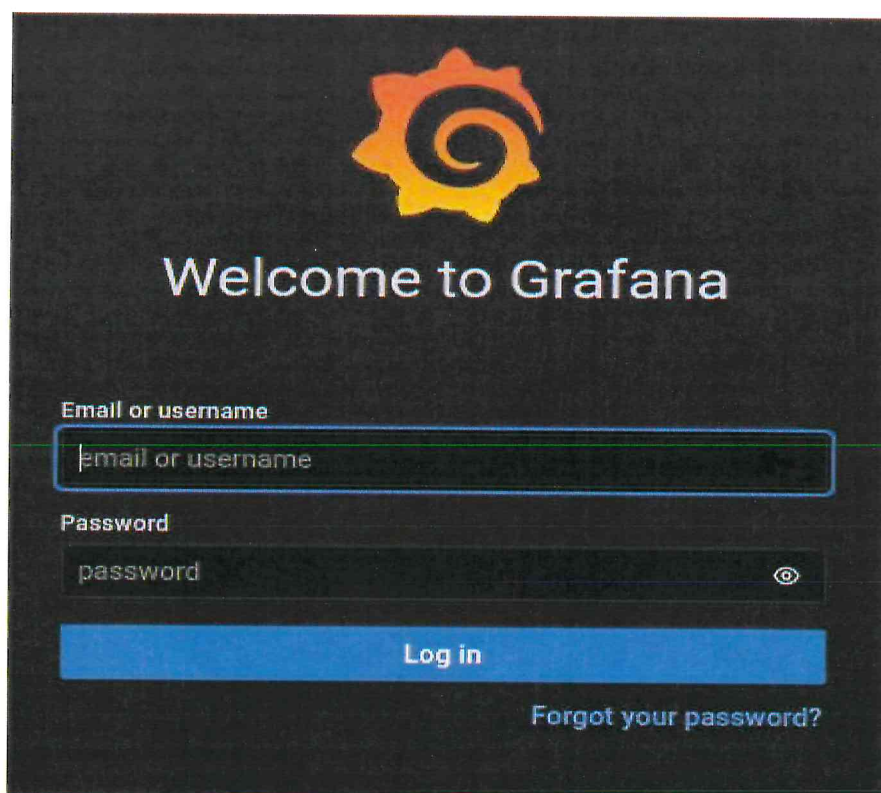 Welcome to Grafana
Email or username
email or username
Password
password
Log in
Forgot your password?